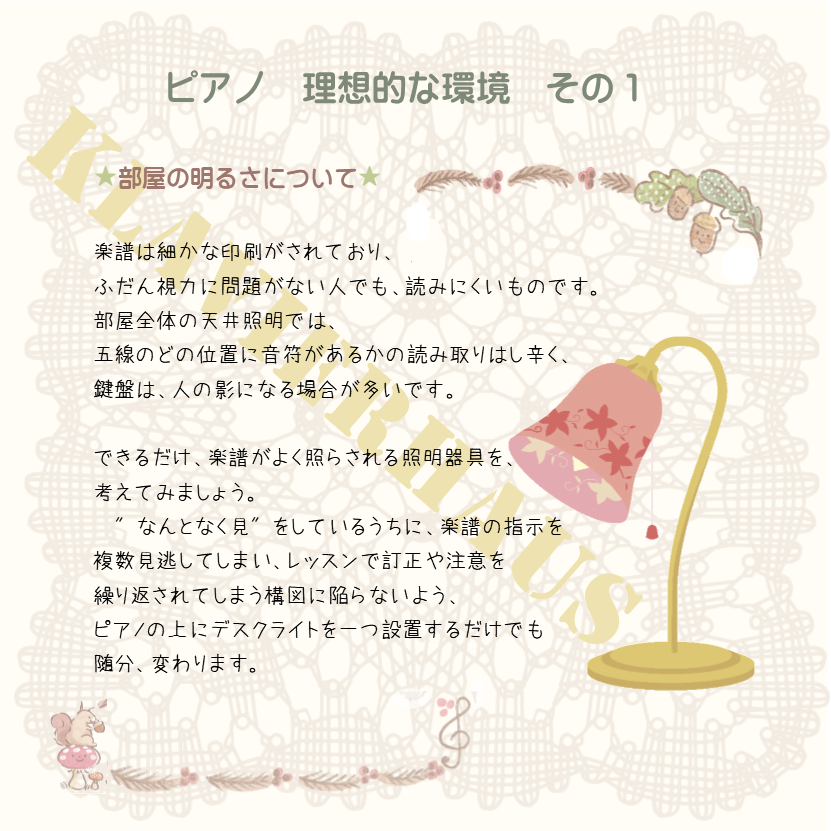 ピアノ　理想的な環境　その１
★部屋の明るさについて★
楽譜は細かな印刷がされており、
ふだん視力に問題がない人でも、読みにくいものです。
部屋全体の天井照明では、
五線のどの位置に音符があるかの読み取りはし辛く、
鍵盤は、人の影になる場合が多いです。
できるだけ、楽譜がよく照らされる照明器具を、
考えてみましょう。
〃なんとなく見〃をしているうちに、楽譜の指示を
複数見逃してしまい、レッスンで訂正や注意を
繰り返されてしまう構図に陥らないよう、
ピアノの上にデスクライトを一つ設置するだけでも
随分、変わります。
KLAVIERHAUS